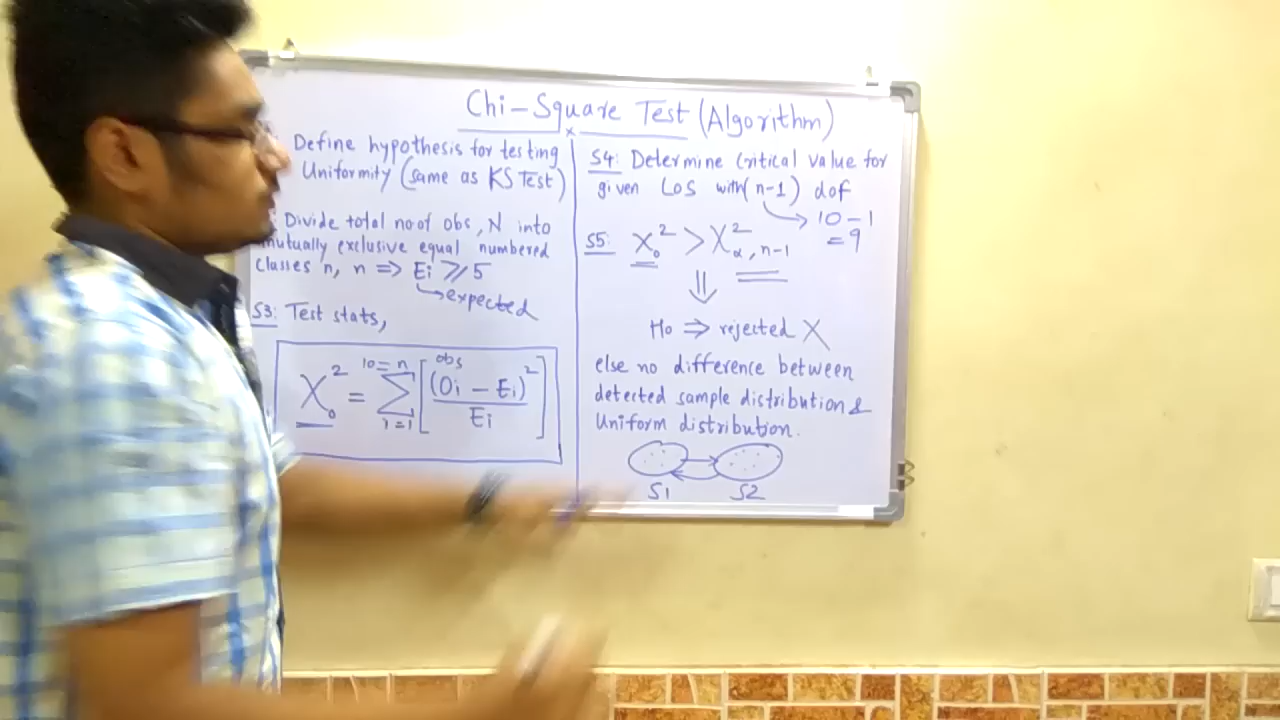 Chi-Square Test (Algorithm)
Define hypothesis for testing
Uniformity (same as KS Test)
: Divide total no of obs, N into
mutually exclusive equal numbered
classes n, n => Ei ≥ 5
expected
S3: Test stats,
X₀² = Σ (i=1 to 10=n) [(Oi - Ei)² / Ei]
obs
S4: Determine Critical value for
given LoS with (n-1) dof
10-1
=9
S5: X₀² > X²α, n-1
⇓
Ho => rejected X
else no difference between
detected sample distribution &
Uniform distribution.
S1 S2